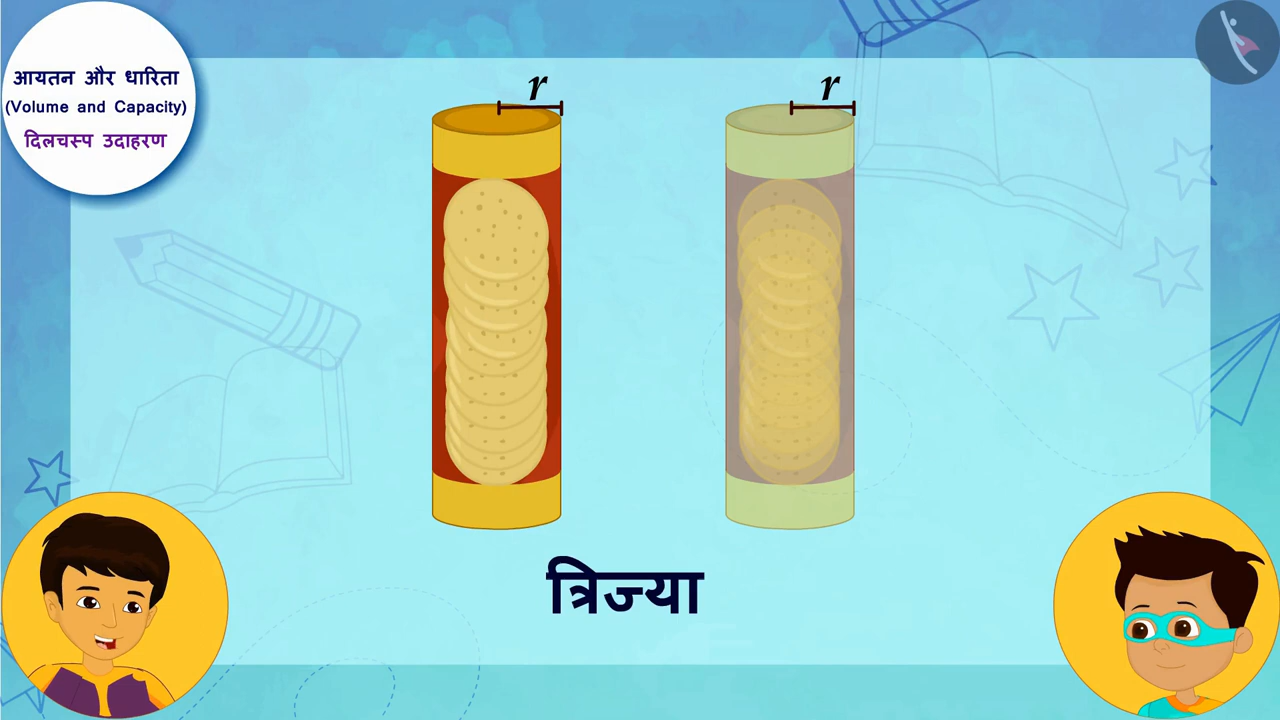 आयतन और धारिता
(Volume and Capacity)
दिलचस्प उदाहरण
r
r
त्रिज्या